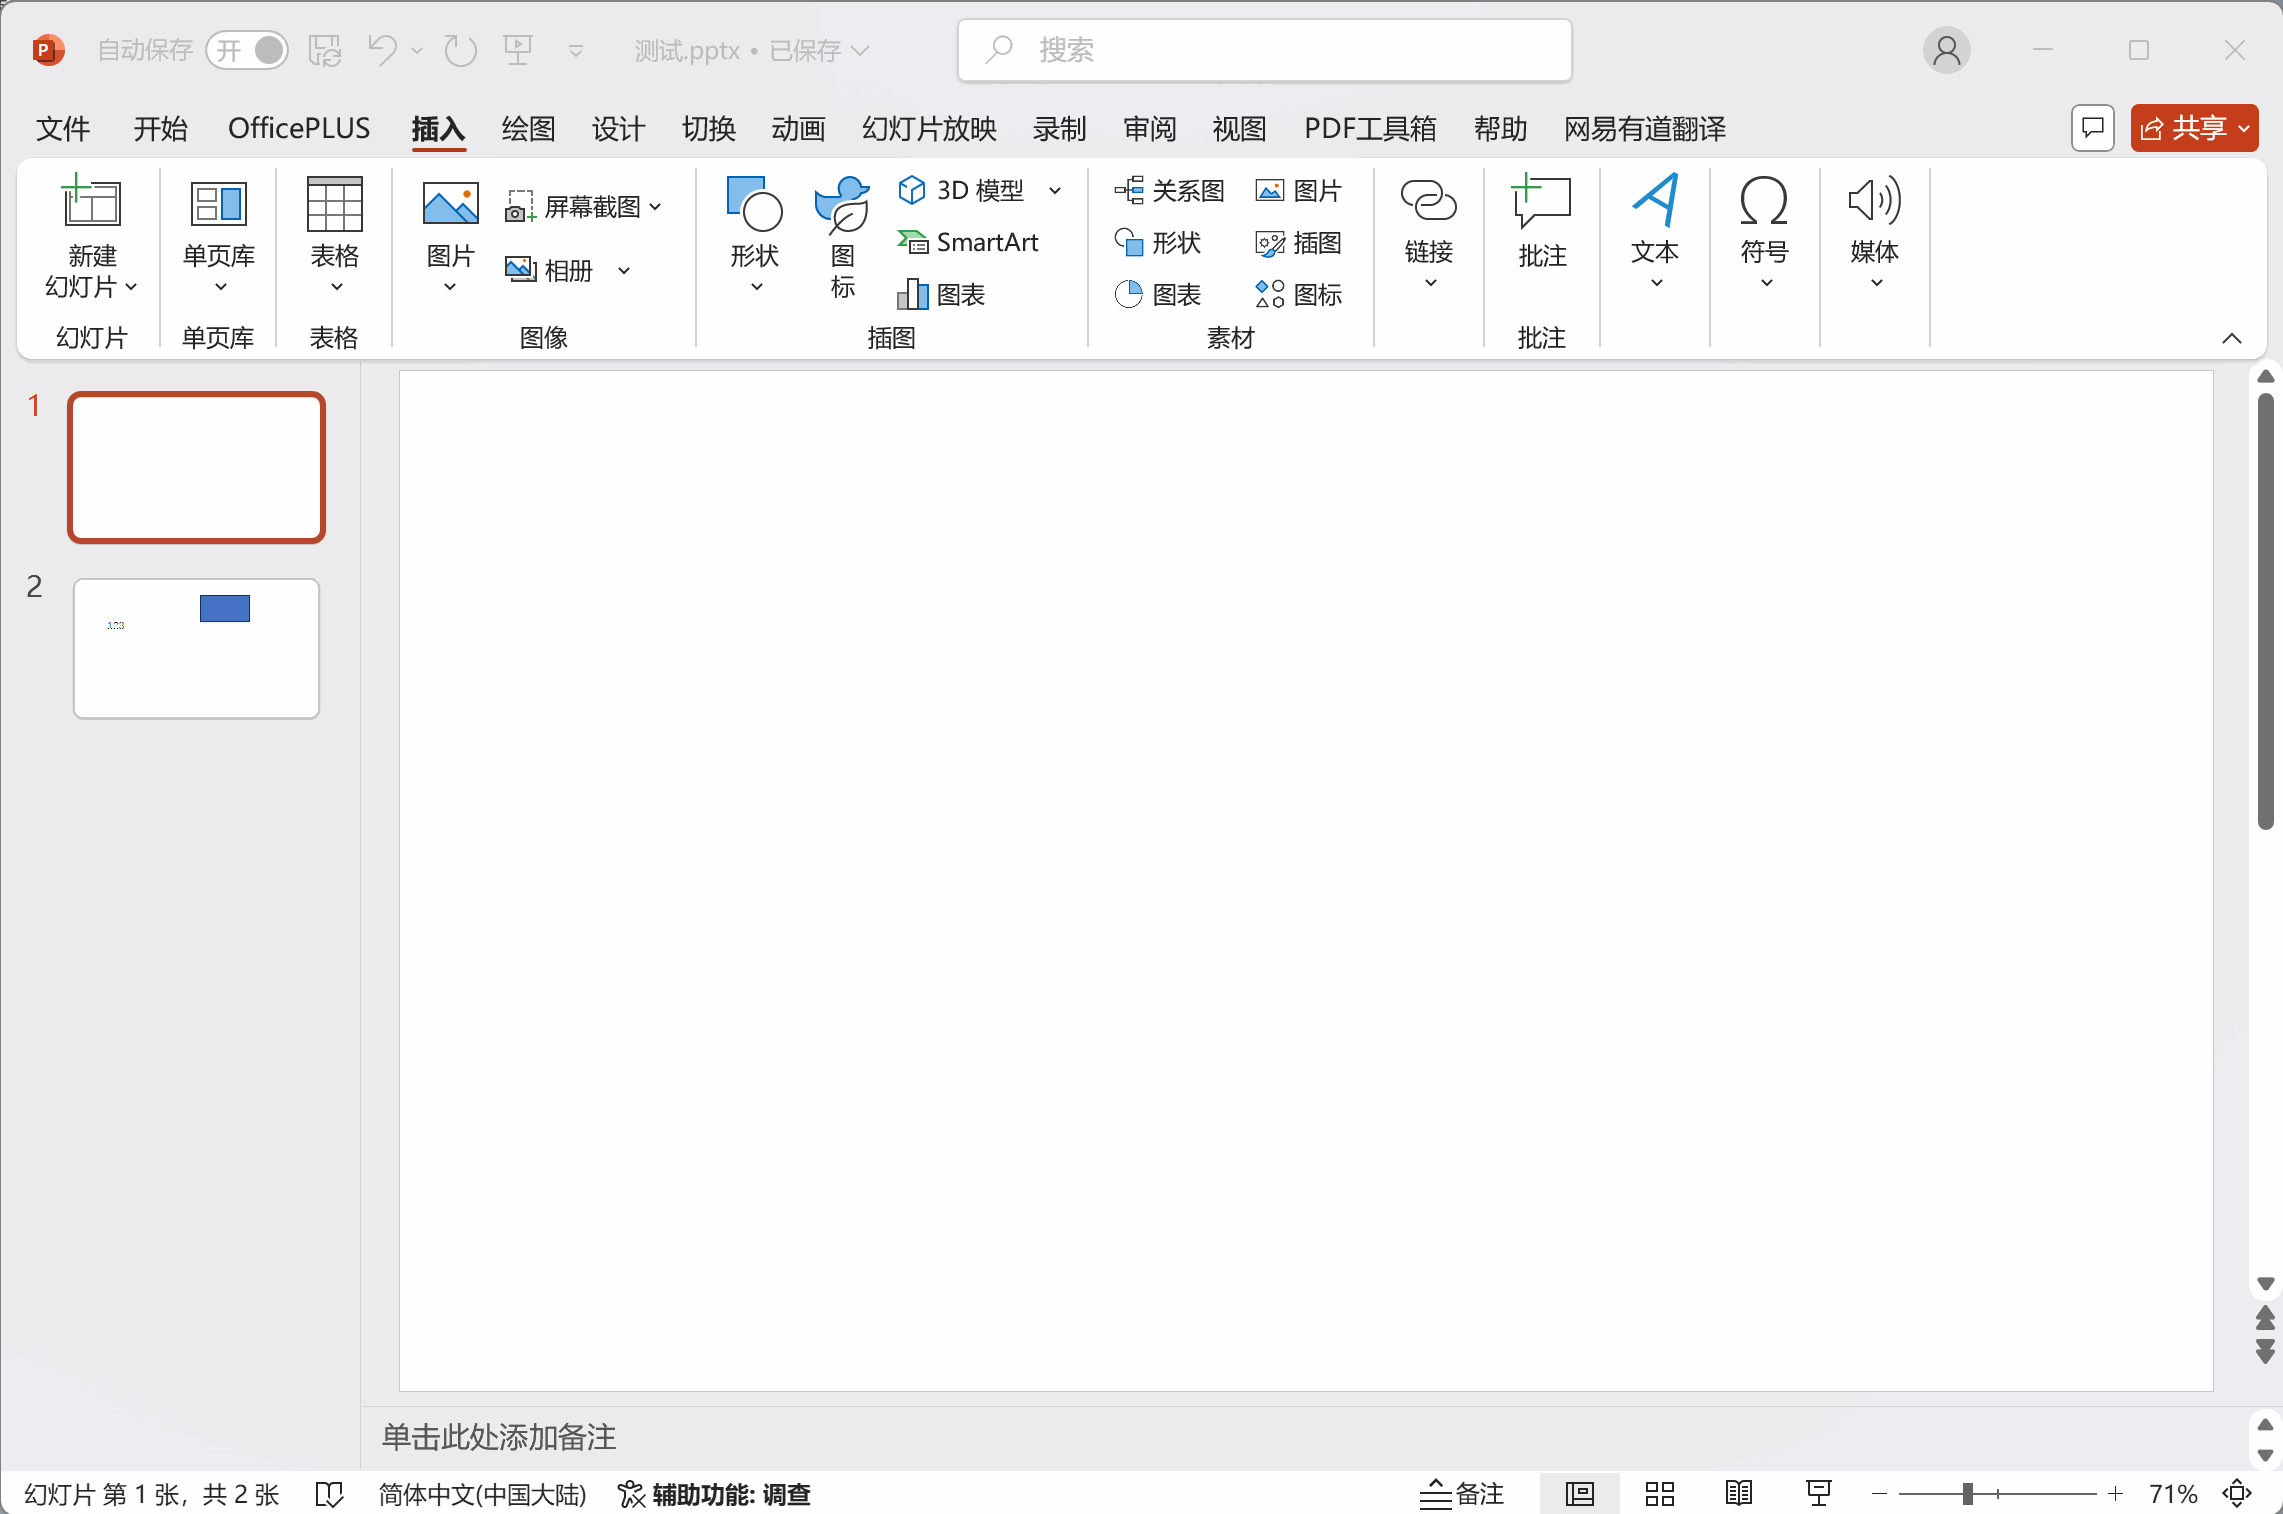 自动保存 开 测试.pptx • 已保存 搜索
文件 开始 OfficePLUS 插入 绘图 设计 切换 动画 幻灯片放映 录制 审阅 视图 PDF工具箱 帮助 网易有道翻译 共享
新建
幻灯片
幻灯片
单页库
单页库
表格
表格
图片
屏幕截图
相册
图像
形状
图
标
3D 模型
SmartArt
图表
插图
关系图 图片
形状 插图
图表 图标
素材
链接
批注
批注
文本
符号
媒体
1
2
123
单击此处添加备注
幻灯片 第 1 张，共 2 张 简体中文(中国大陆) 辅助功能: 调查 备注 71%